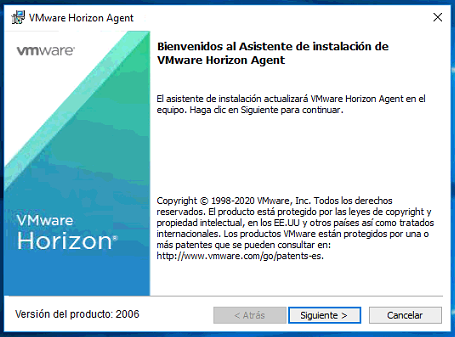 VMware Horizon Agent
vmware
Bienvenidos al Asistente de instalación de
VMware Horizon Agent
El asistente de instalación actualizará VMware Horizon Agent en el
equipo. Haga clic en Siguiente para continuar.
VMware
Horizon®
Copyright © 1998-2020 VMware, Inc. Todos los derechos
reservados. El producto está protegido por las leyes de copyright y
propiedad intelectual, en los EE.UU y otros países así como tratados
internacionales. Los productos VMware están protegidos por una o
más patentes que se pueden consultar en:
http://www.vmware.com/go/patents-es.
Versión del producto: 2006
< Atrás
Siguiente >
Cancelar